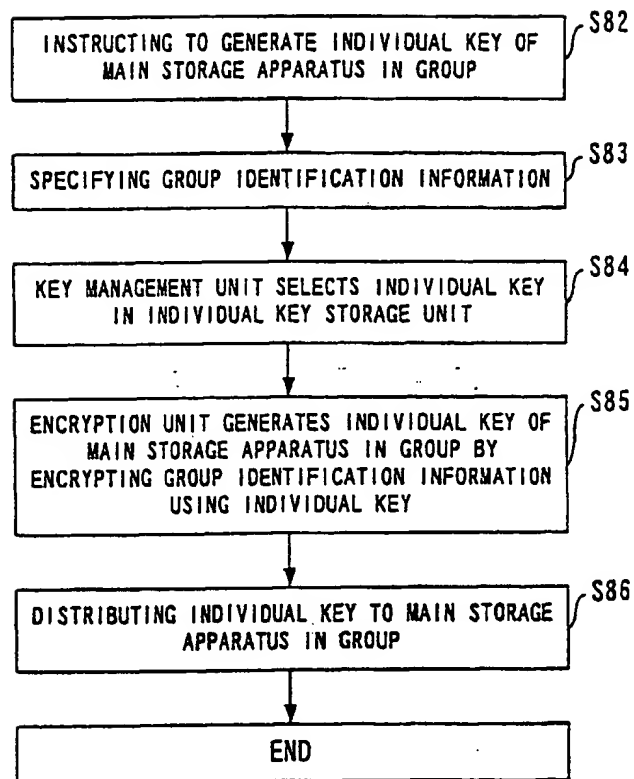 INSTRUCTING TO GENERATE INDIVIDUAL KEY OF
MAIN STORAGE APPARATUS IN GROUP
S82
SPECIFYING GROUP IDENTIFICATION INFORMATION
S83
KEY MANAGEMENT UNIT SELECTS INDIVIDUAL KEY
IN INDIVIDUAL KEY STORAGE UNIT
S84
ENCRYPTION UNIT GENERATES INDIVIDUAL KEY OF
MAIN STORAGE APPARATUS IN GROUP BY
ENCRYPTING GROUP IDENTIFICATION INFORMATION
USING INDIVIDUAL KEY
S85
DISTRIBUTING INDIVIDUAL KEY TO MAIN STORAGE
APPARATUS IN GROUP
S86
END